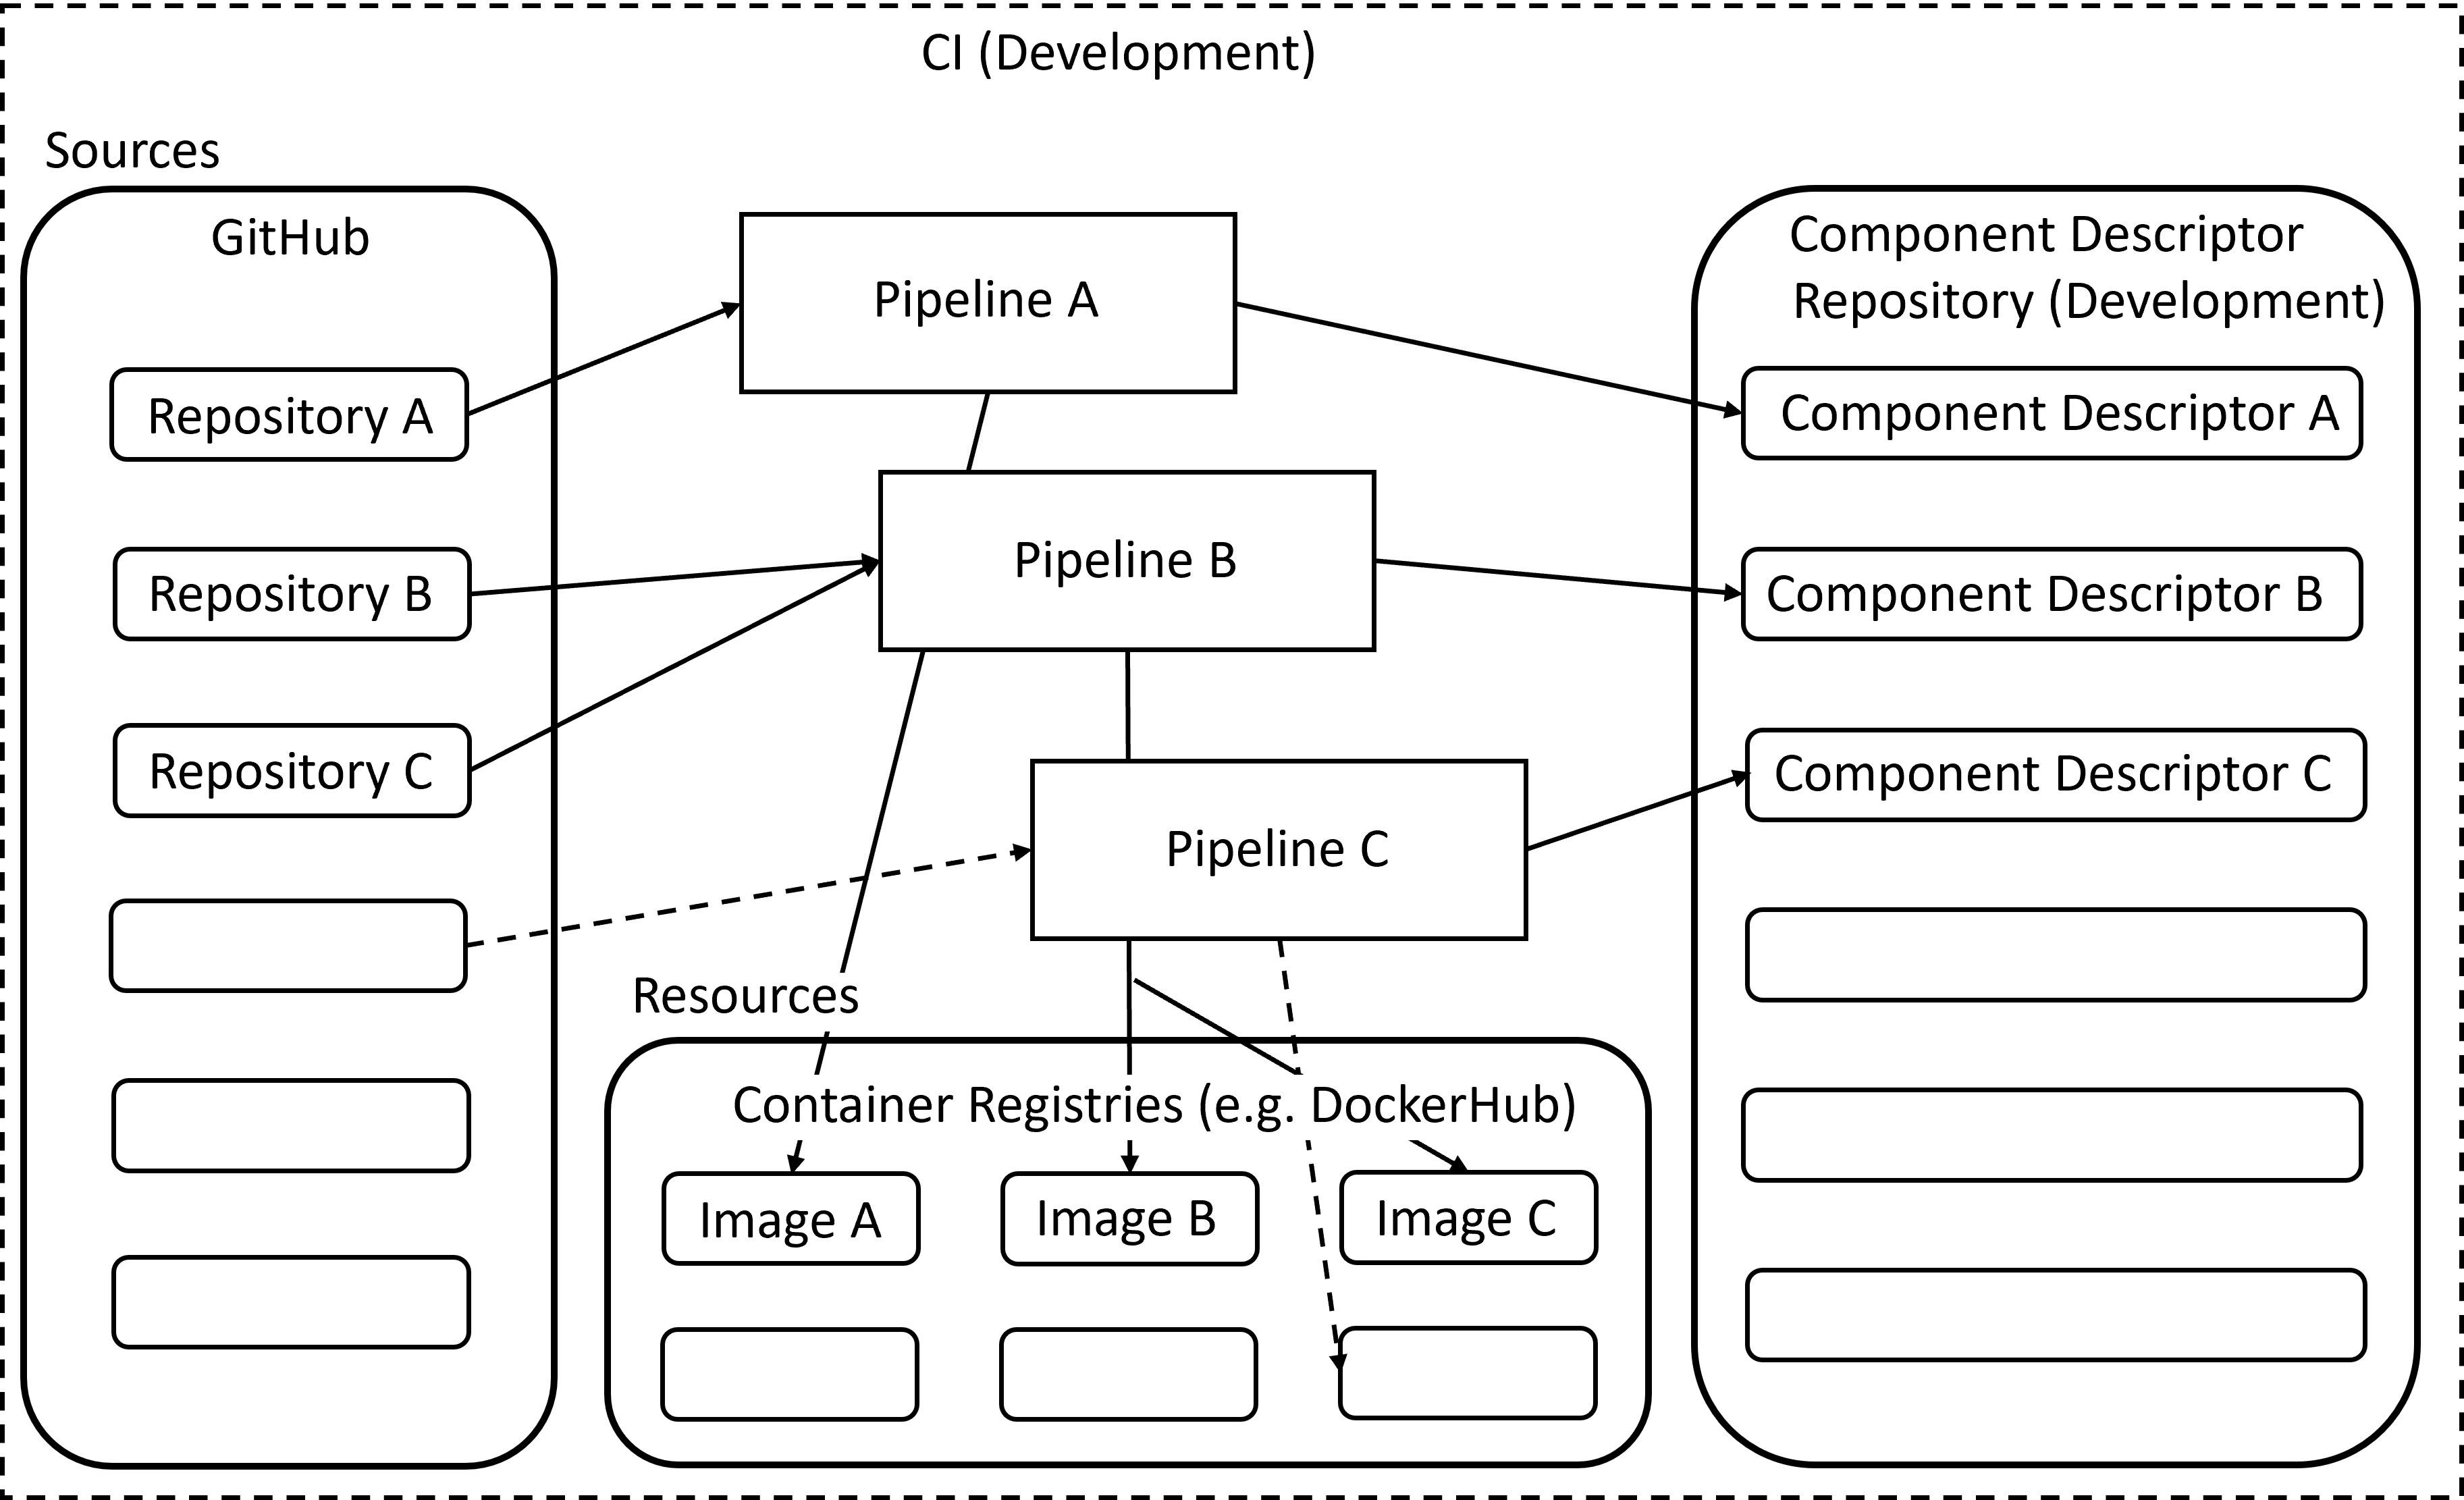 CI (Development)
Sources
GitHub
Repository A
Repository B
Repository C
Pipeline A
Pipeline B
Pipeline C
Resources
Container Registries (e.g. DockerHub)
Image A
Image B
Image C
Component Descriptor
Repository (Development)
Component Descriptor A
Component Descriptor B
Component Descriptor C